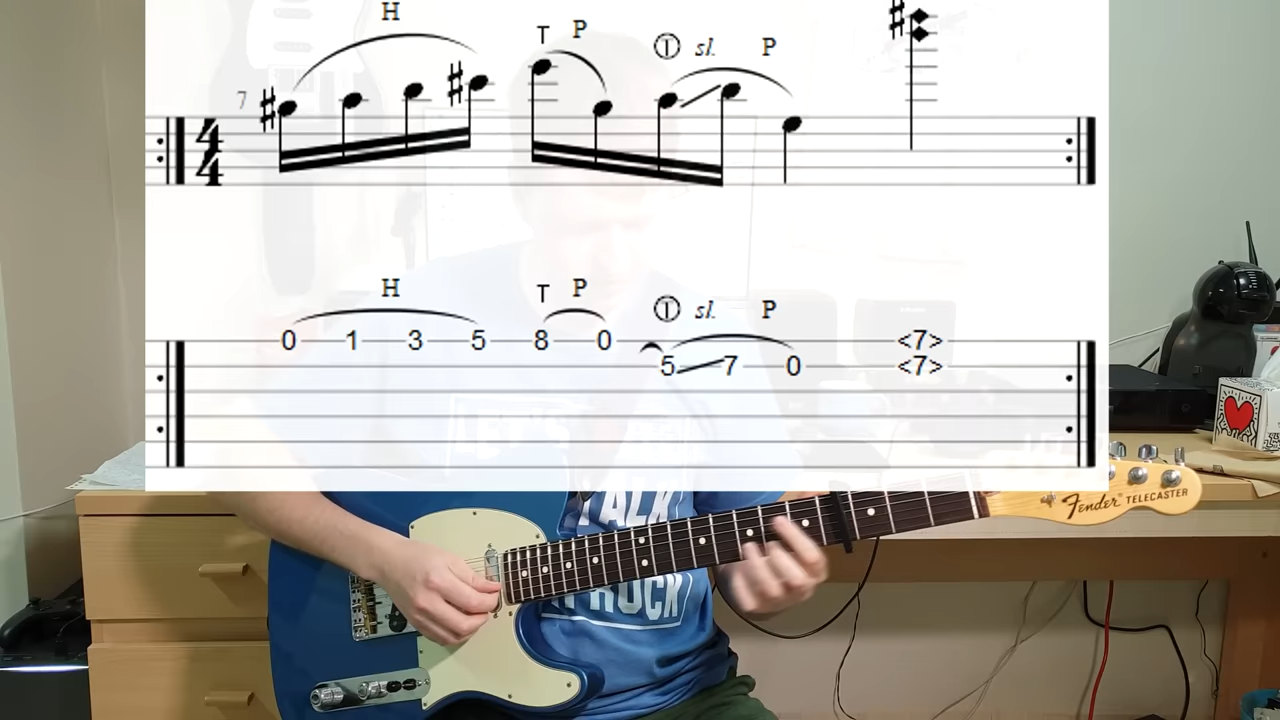 H
T P
① sl. P
7
4
4
H
T P
① sl. P
0 1 3 5 8 0 <7>
5 7 0 <7>
TALK
ROCK
Fender TELECASTER